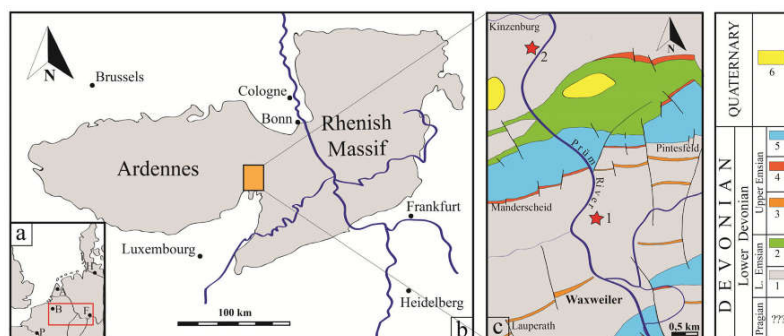 N
Brussels
Cologne
Bonn
Rhenish
Massif
Ardennes
Frankfurt
Luxembourg
Heidelberg
100 km
b
a
A
B
F
P
Kinzenburg
N
2
Prüm River
Pintesfeld
Manderscheid
1
Waxweiler
Lauperath
0.5 km
c
QUATERNARY
6
DEVONIAN
Lower Devonian
Upper Emsian
5
4
3
L. Emsian
2
1
Pragian
???